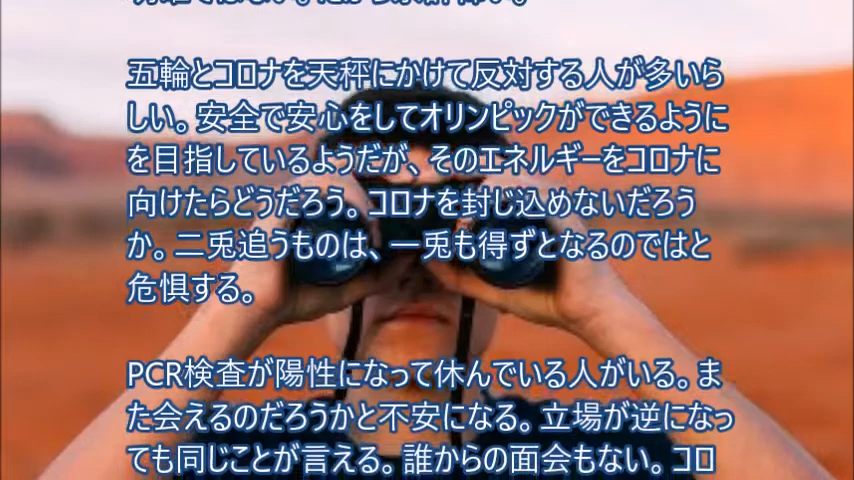 五輪とコロナを天秤にかけて反対する人が多いら
しい。安全で安心をしてオリンピックができるように
を目指しているようだが、そのエネルギーをコロナに
向けたらどうだろう。コロナを封じ込めないだろう
か。二兎追うものは、一兎も得ずとなるのではと
危惧する。
PCR検査が陽性になって休んでいる人がいる。ま
た会えるのだろうかと不安になる。立場が逆になっ
ても同じことが言える。誰からの面会もない。コロ